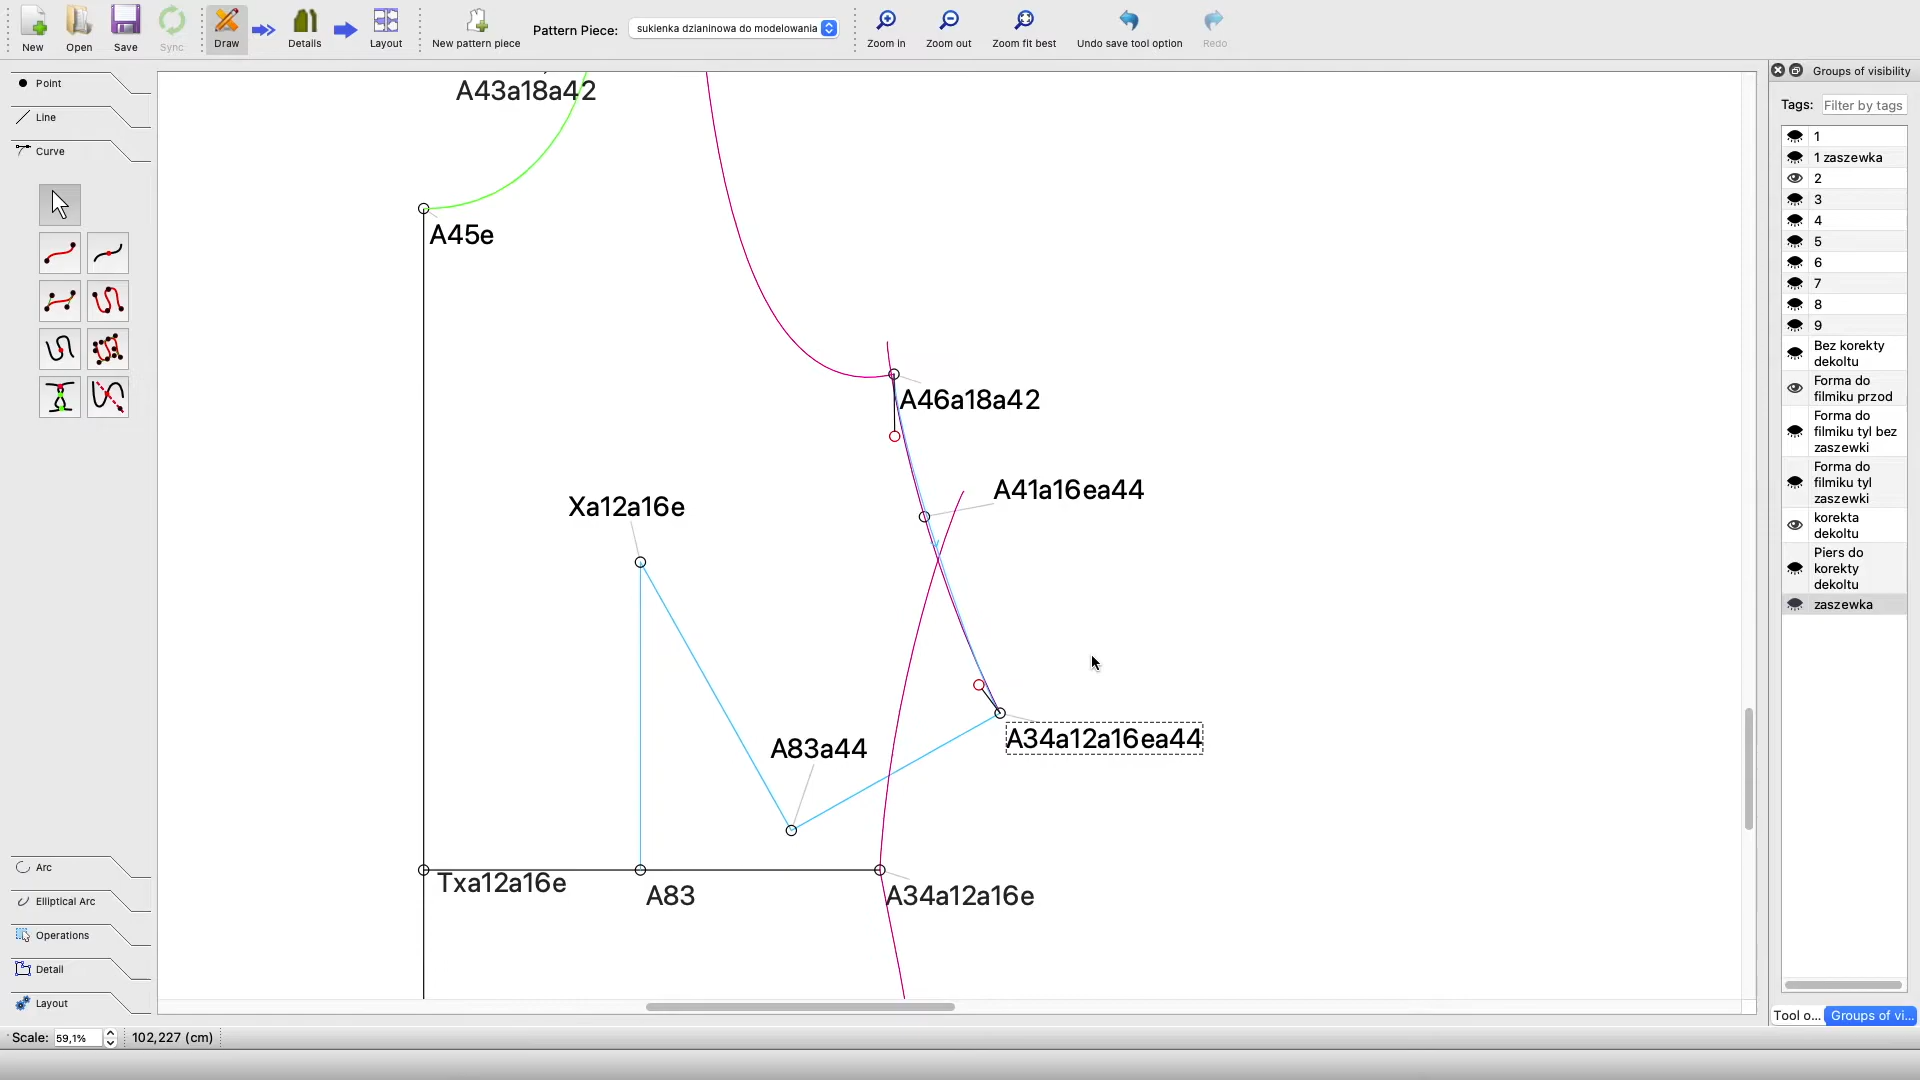 New
Open
Save
Sync
Draw
Details
Layout
New pattern piece
Pattern Piece:
sukienka dzianinowa do modelowania
Zoom in
Zoom out
Zoom fit best
Undo save tool option
Redo
Point
Line
Curve
Arc
Elliptical Arc
Operations
Detail
Layout
A43a18a42
A45e
A46a18a42
A41a16ea44
Xa12a16e
A83a44
A34a12a16ea44
Txa12a16e
A83
A34a12a16e
Groups of visibility
Tags:
Filter by tags
1
1 zaszewka
2
3
4
5
6
7
8
9
Bez korekty
dekoltu
Forma do
filmiku przod
Forma do
filmiku tyl bez
zaszewki
Forma do
filmiku tyl
zaszewki
korekta
dekoltu
Piers do
korekty
dekoltu
zaszewka
Tool o...
Groups of vi...
Scale:
59,1%
102,227 (cm)